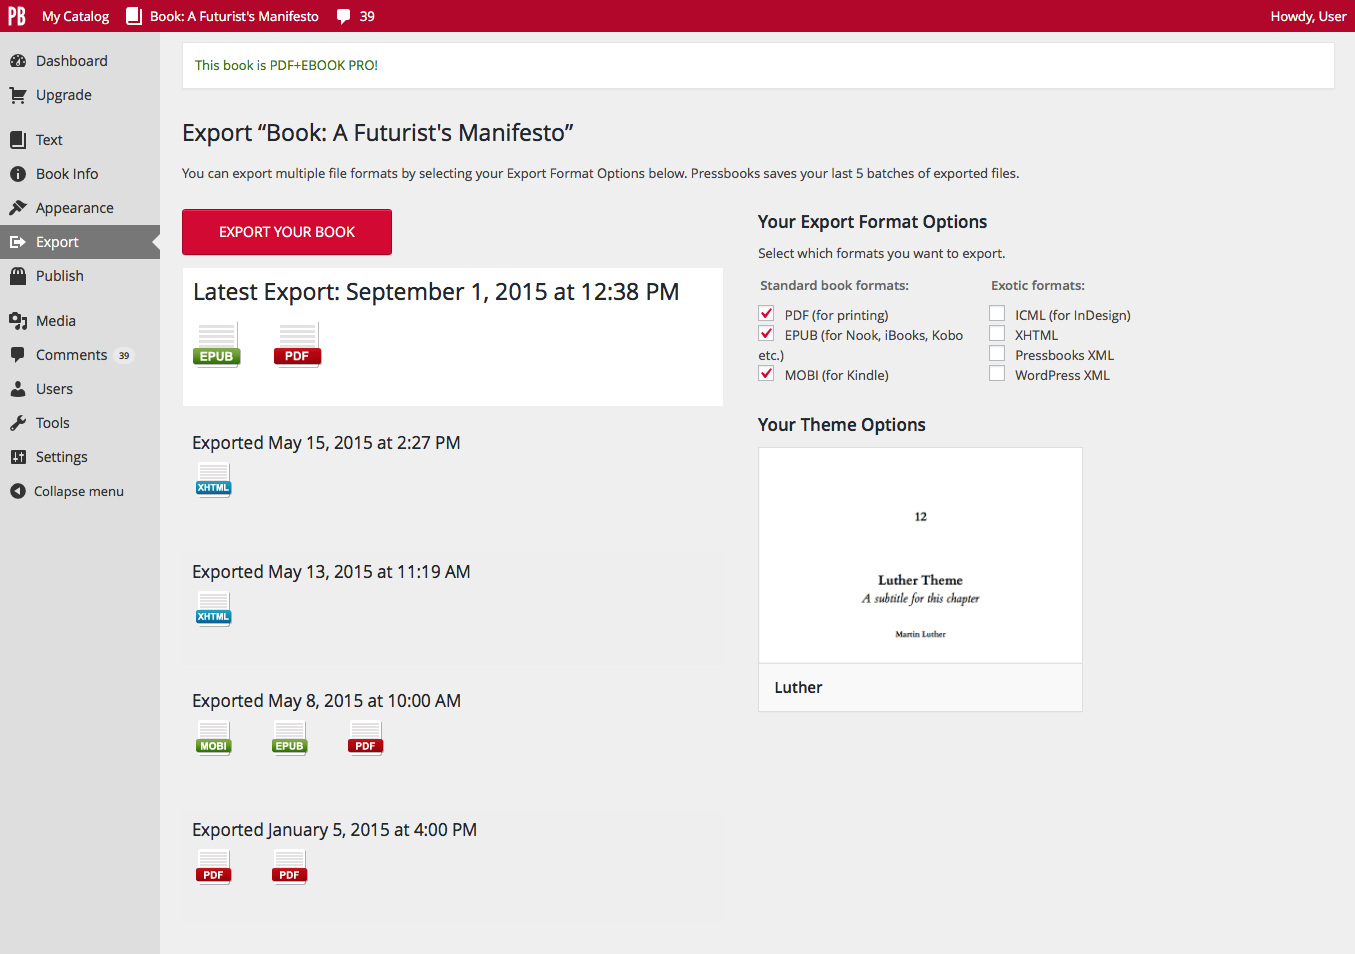 PB My Catalog Book: A Futurist's Manifesto 39 Howdy, User
Dashboard
Upgrade
Text
Book Info
Appearance
Export
Publish
Media
Comments 39
Users
Tools
Settings
Collapse menu
This book is PDF+EBOOK PRO!
Export “Book: A Futurist's Manifesto”
You can export multiple file formats by selecting your Export Format Options below. Pressbooks saves your last 5 batches of exported files.
EXPORT YOUR BOOK
Latest Export: September 1, 2015 at 12:38 PM
EPUB PDF
Exported May 15, 2015 at 2:27 PM
XHTML
Exported May 13, 2015 at 11:19 AM
XHTML
Exported May 8, 2015 at 10:00 AM
MOBI EPUB PDF
Exported January 5, 2015 at 4:00 PM
PDF PDF
Your Export Format Options
Select which formats you want to export.
Standard book formats:
PDF (for printing)
EPUB (for Nook, iBooks, Kobo
etc.)
MOBI (for Kindle)
Exotic formats:
ICML (for InDesign)
XHTML
Pressbooks XML
WordPress XML
Your Theme Options
12
Luther Theme
A subtitle for this chapter
Martin Luther
Luther